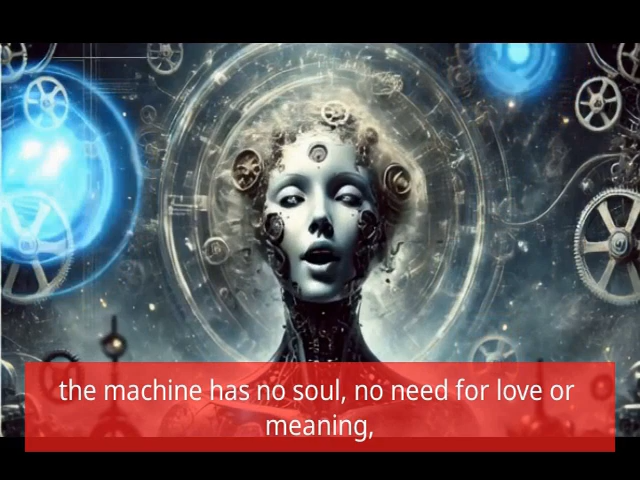 the machine has no soul, no need for love or
meaning,